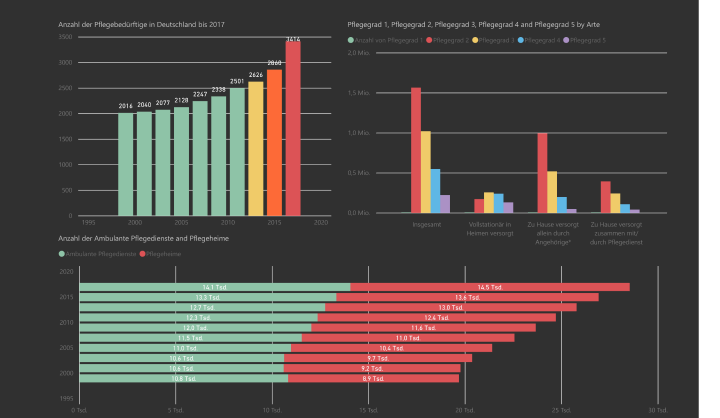 Anzahl der Pflegebedürftige in Deutschland bis 2017
3500
3000
2500
2000
1500
1000
500
0
2016 2040 2077 2128 2247 2338 2501 2626 2860 3414
1995 2000 2005 2010 2015 2020
Pflegegrad 1, Pflegegrad 2, Pflegegrad 3, Pflegegrad 4 and Pflegegrad 5 by Arte
Anzahl von Pflegegrad 1 Pflegegrad 2 Pflegegrad 3 Pflegegrad 4 Pflegegrad 5
2,0 Mio.
1,5 Mio.
1,0 Mio.
0,5 Mio.
0,0 Mio.
Insgesamt
Vollstationär in
Heimen versorgt
Zu Hause versorgt
allein durch
Angehörige*
Zu Hause versorgt
zusammen mit/
durch Pflegedienst
Anzahl der Ambulante Pflegedienste and Pflegeheime
Ambulante Pflegedienste Pflegeheime
2020
14.1 Tsd. 14.5 Tsd.
2015
13.3 Tsd. 13.6 Tsd.
12.7 Tsd. 13.0 Tsd.
12.3 Tsd. 12.4 Tsd.
2010
12.0 Tsd. 11.6 Tsd.
11.5 Tsd. 11.0 Tsd.
2005
11.0 Tsd. 10.4 Tsd.
10.6 Tsd. 9.7 Tsd.
10.6 Tsd. 9.2 Tsd.
2000
10.8 Tsd. 8.9 Tsd.
1995
0 Tsd. 5 Tsd. 10 Tsd. 15 Tsd. 20 Tsd. 25 Tsd. 30 Tsd.